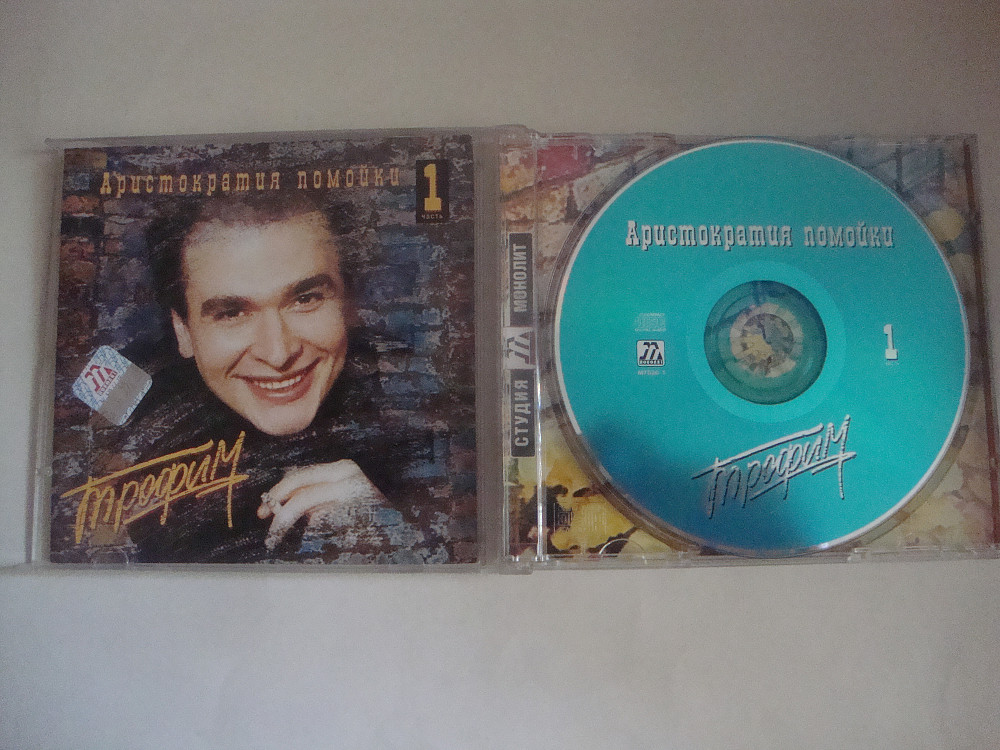 Аристократия помойки
1
ЧАСТЬ
Трофим
СТУДИЯ
МОНОЛИТ
Аристократия помойки
1
Трофим